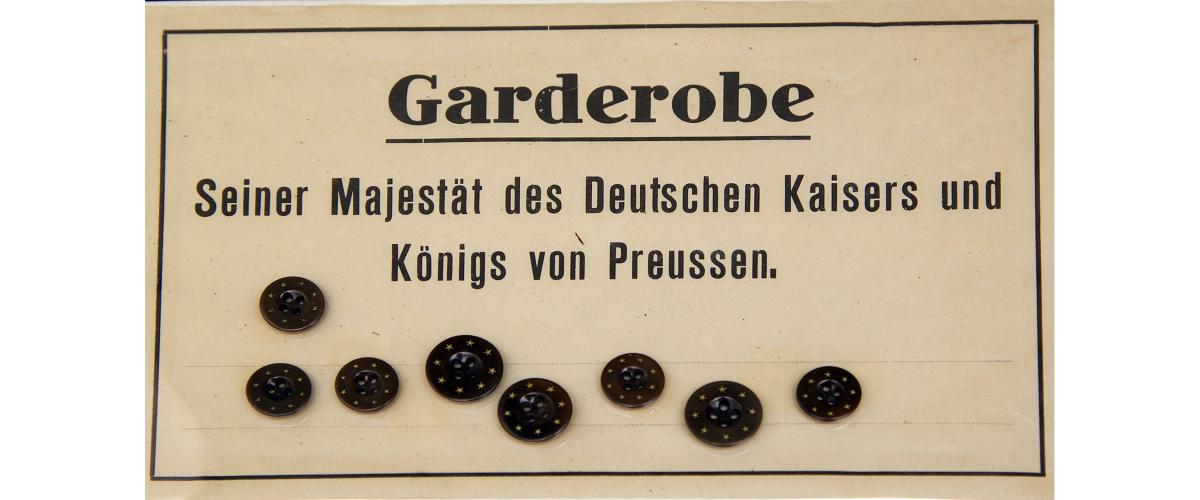 Garderobe
Seiner Majestät des Deutschen Kaisers und
Königs von Preussen.